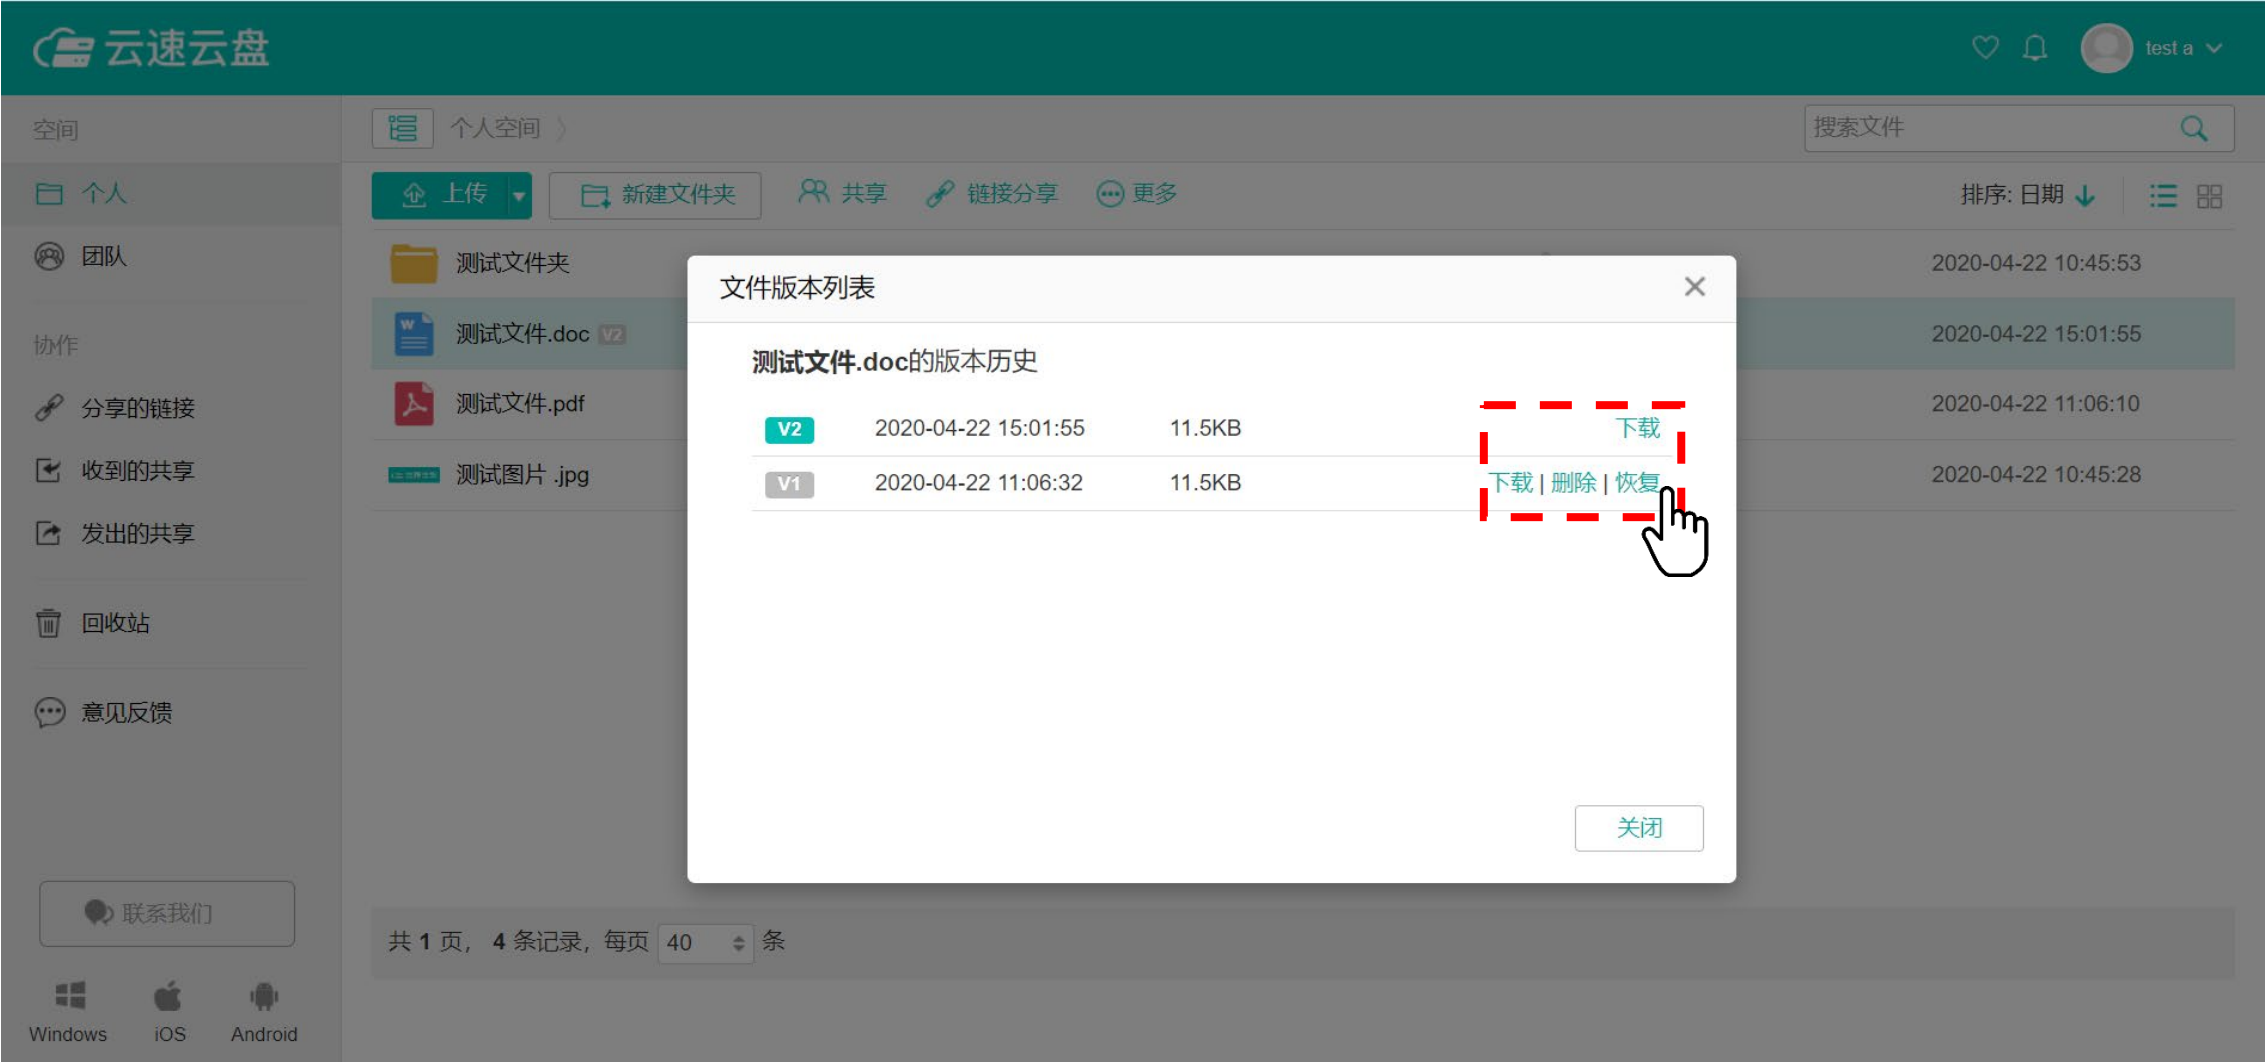 云速云盘
test a
空间
个人空间
搜索文件
个人
上传
新建文件夹
共享
链接分享
更多
排序: 日期
团队
测试文件夹
2020-04-22 10:45:53
文件版本列表
测试文件.doc V2
2020-04-22 15:01:55
协作
测试文件.doc的版本历史
分享的链接
测试文件.pdf
2020-04-22 11:06:10
V2 2020-04-22 15:01:55 11.5KB 下载
收到的共享
测试图片 .jpg
2020-04-22 10:45:28
V1 2020-04-22 11:06:32 11.5KB 下载 | 删除 | 恢复
发出的共享
回收站
意见反馈
关闭
联系我们
共 1 页, 4 条记录, 每页 40 条
Windows
iOS
Android